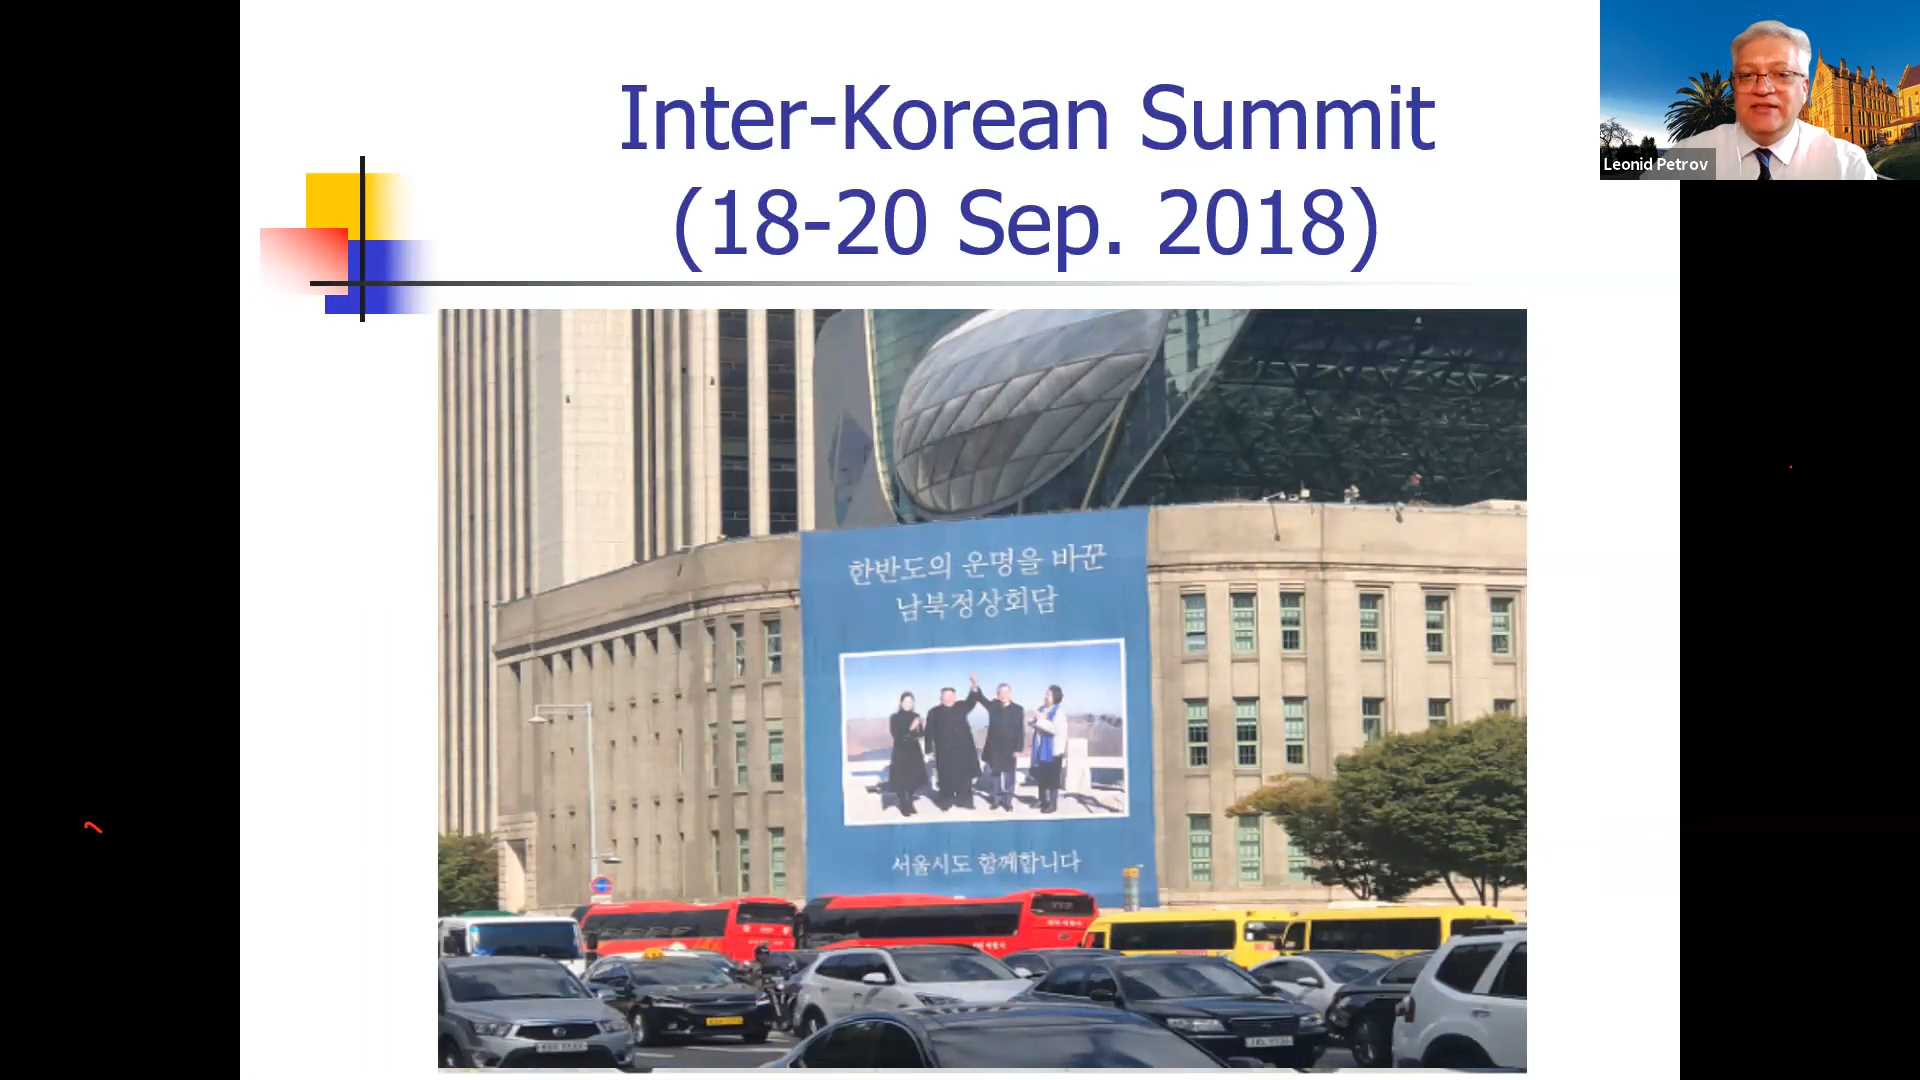 Inter-Korean Summit
(18-20 Sep. 2018)
Leonid Petrov
한반도의 운명을 바꾼
남북정상회담
서울시도 함께합니다